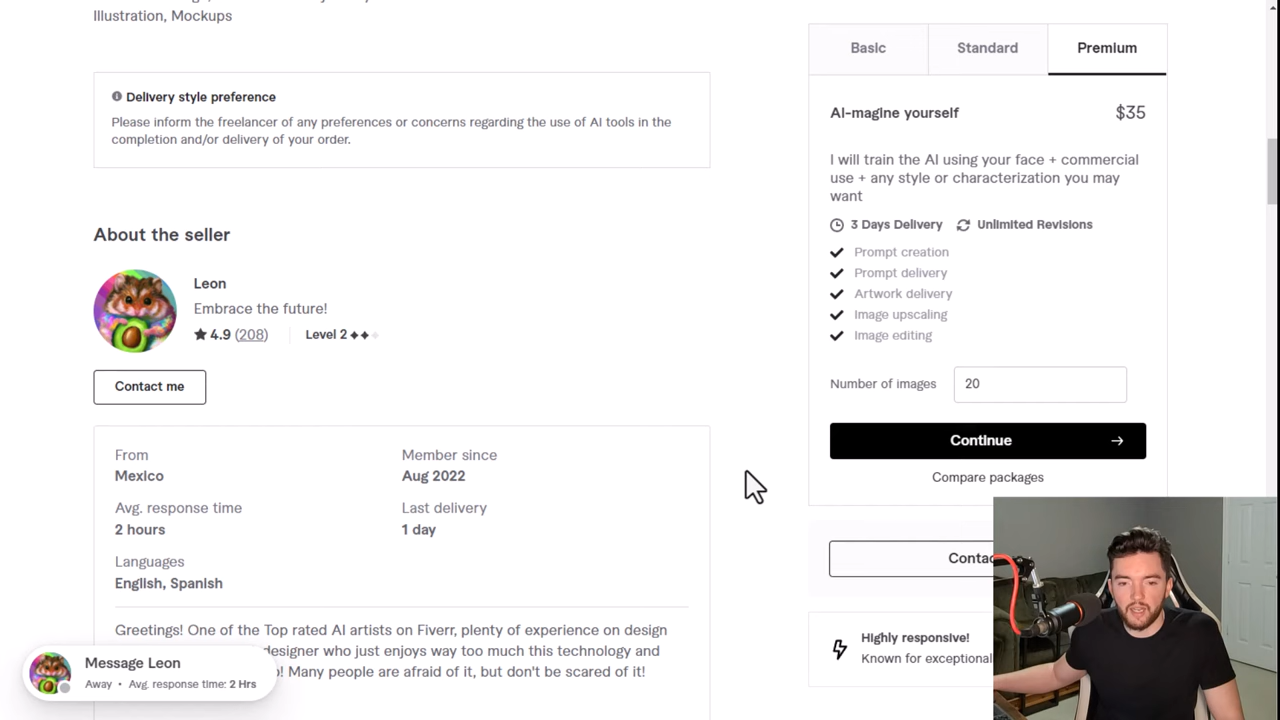 Illustration, Mockups
Delivery style preference
Please inform the freelancer of any preferences or concerns regarding the use of AI tools in the
completion and/or delivery of your order.
About the seller
Leon
Embrace the future!
4.9 (208)
Level 2
Contact me
From
Mexico
Member since
Aug 2022
Avg. response time
2 hours
Last delivery
1 day
Languages
English, Spanish
Greetings! One of the Top rated AI artists on Fiverr, plenty of experience on design
designer who just enjoys way too much this technology and
! Many people are afraid of it, but don't be scared of it!
Message Leon
Away • Avg. response time: 2 Hrs
Basic
Standard
Premium
AI-magine yourself
$35
I will train the AI using your face + commercial
use + any style or characterization you may
want
3 Days Delivery
Unlimited Revisions
Prompt creation
Prompt delivery
Artwork delivery
Image upscaling
Image editing
Number of images
20
Continue
Compare packages
Highly responsive!
Known for exceptional